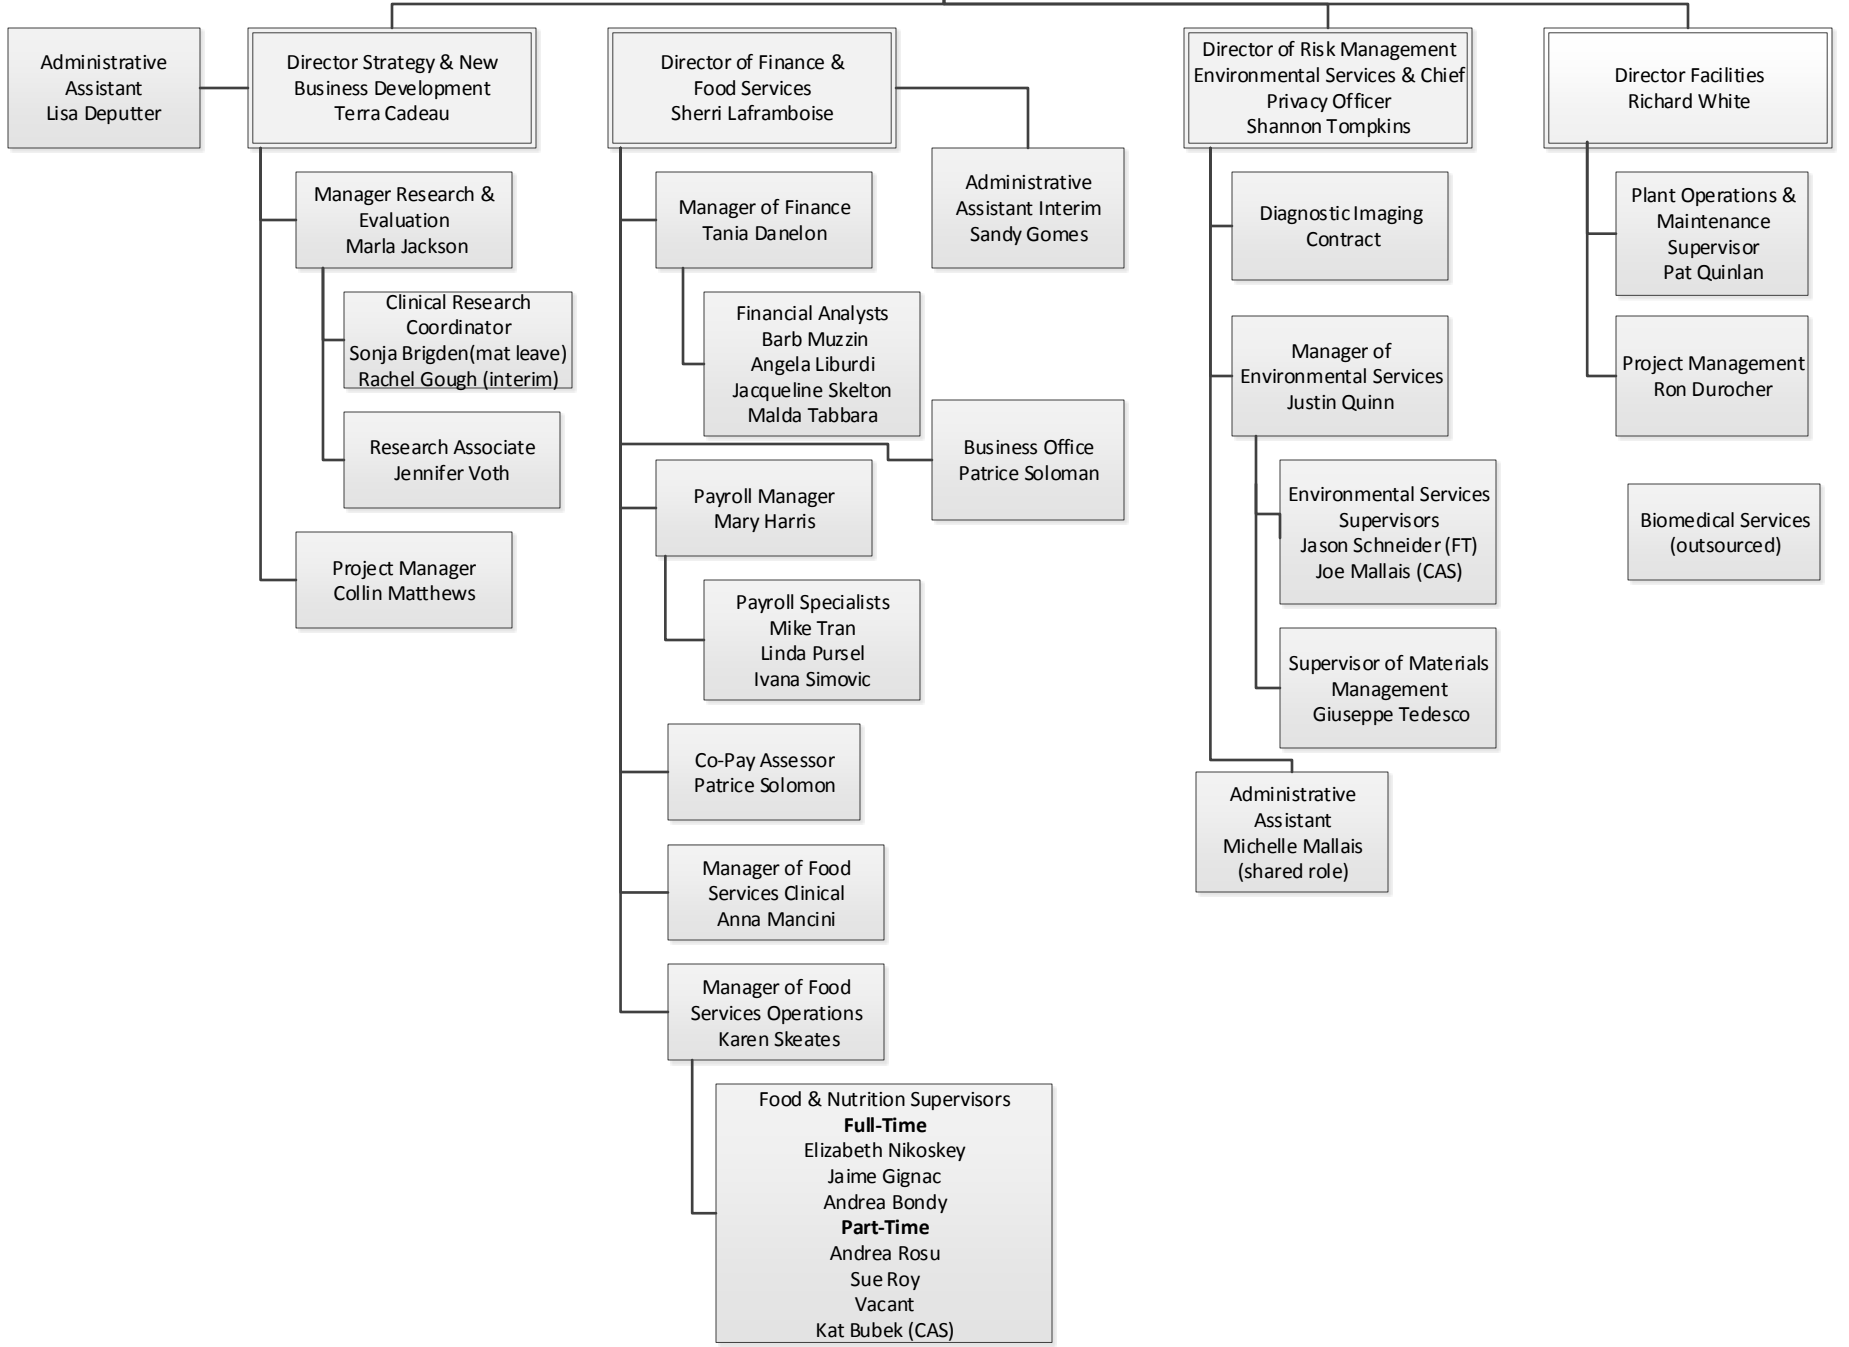 Administrative
Assistant
Lisa Deputter
Director Strategy & New
Business Development
Terra Cadeau
Manager Research &
Evaluation
Marla Jackson
Clinical Research
Coordinator
Sonja Brigden(mat leave)
Rachel Gough (interim)
Research Associate
Jennifer Voth
Project Manager
Collin Matthews
Director of Finance &
Food Services
Sherri Laframboise
Administrative
Assistant Interim
Sandy Gomes
Manager of Finance
Tania Danelon
Financial Analysts
Barb Muzzin
Angela Liburdi
Jacqueline Skelton
Malda Tabbara
Business Office
Patrice Soloman
Payroll Manager
Mary Harris
Payroll Specialists
Mike Tran
Linda Pursel
Ivana Simovic
Co-Pay Assessor
Patrice Solomon
Manager of Food
Services Clinical
Anna Mancini
Manager of Food
Services Operations
Karen Skeates
Food & Nutrition Supervisors
Full-Time
Elizabeth Nikoskey
Jaime Gignac
Andrea Bondy
Part-Time
Andrea Rosu
Sue Roy
Vacant
Kat Bubek (CAS)
Director of Risk Management
Environmental Services & Chief
Privacy Officer
Shannon Tompkins
Diagnostic Imaging
Contract
Manager of
Environmental Services
Justin Quinn
Environmental Services
Supervisors
Jason Schneider (FT)
Joe Mallais (CAS)
Supervisor of Materials
Management
Giuseppe Tedesco
Administrative
Assistant
Michelle Mallais
(shared role)
Director Facilities
Richard White
Plant Operations &
Maintenance
Supervisor
Pat Quinlan
Project Management
Ron Durocher
Biomedical Services
(outsourced)